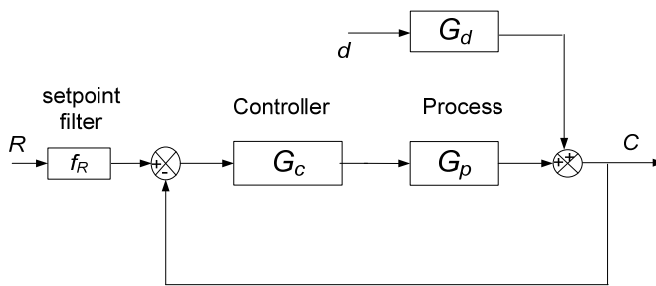 G_d
d
setpoint
filter
Controller
Process
R
f_R
+
-
G_c
G_p
+
+
C